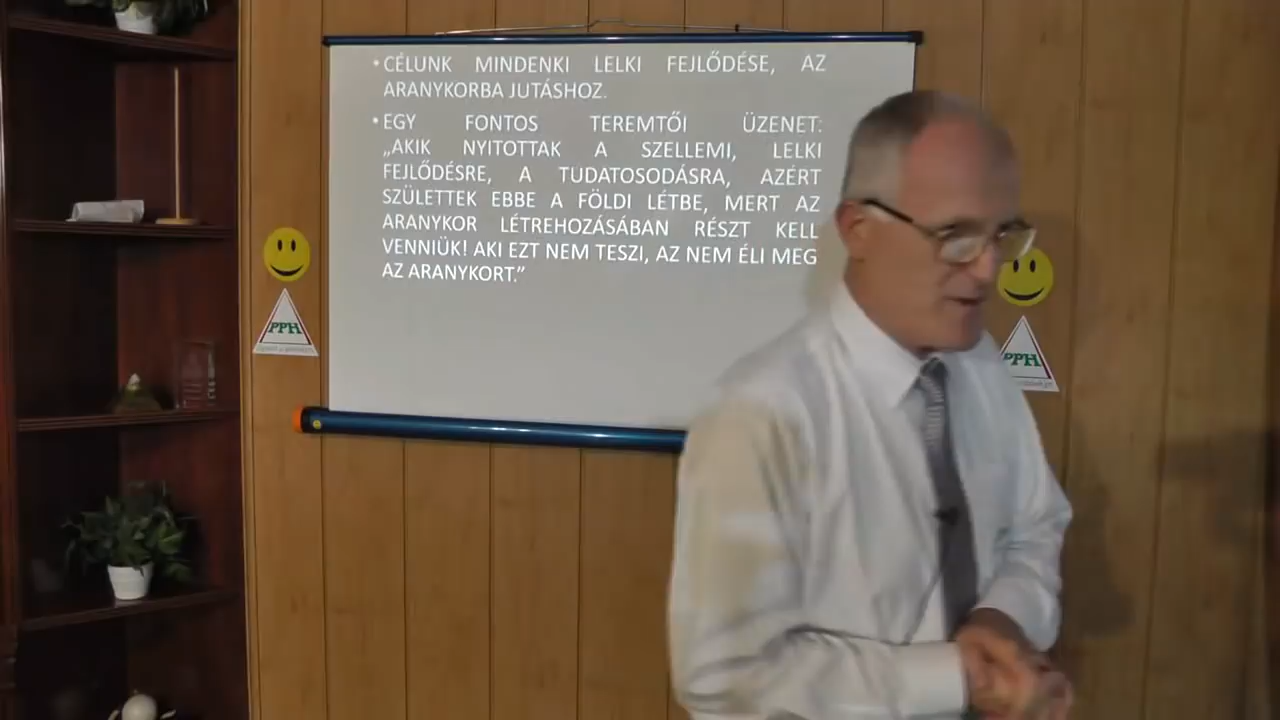 •CÉLUNK MINDENKI LELKI FEJLŐDÉSE, AZ
ARANYKORBA JUTÁSHOZ.
•EGY FONTOS TEREMTŐI ÜZENET:
„AKIK NYITOTTAK A SZELLEMI, LELKI
FEJLŐDÉSRE, A TUDATOSODÁSRA, AZÉRT
SZÜLETTEK EBBE A FÖLDI LÉTBE, MERT AZ
ARANYKOR LÉTREHOZÁSÁBAN RÉSZT KELL
VENNIÜK! AKI EZT NEM TESZI, AZ NEM ÉLI MEG
AZ ARANYKORT.”
PPH
PPH